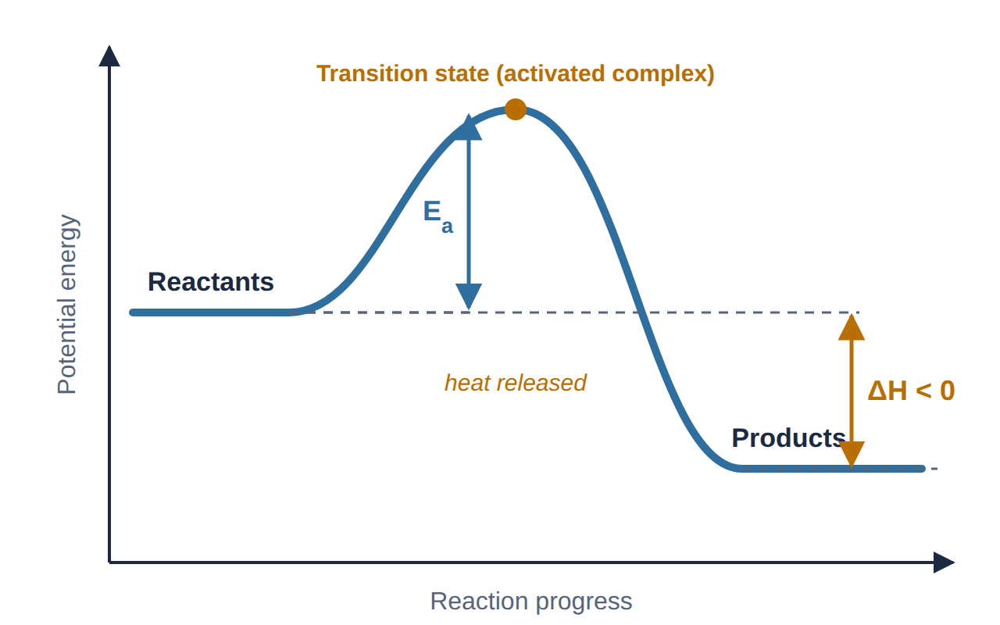 Transition state (activated complex)
Potential energy
Eₐ
Reactants
heat released
ΔH < 0
Products
Reaction progress